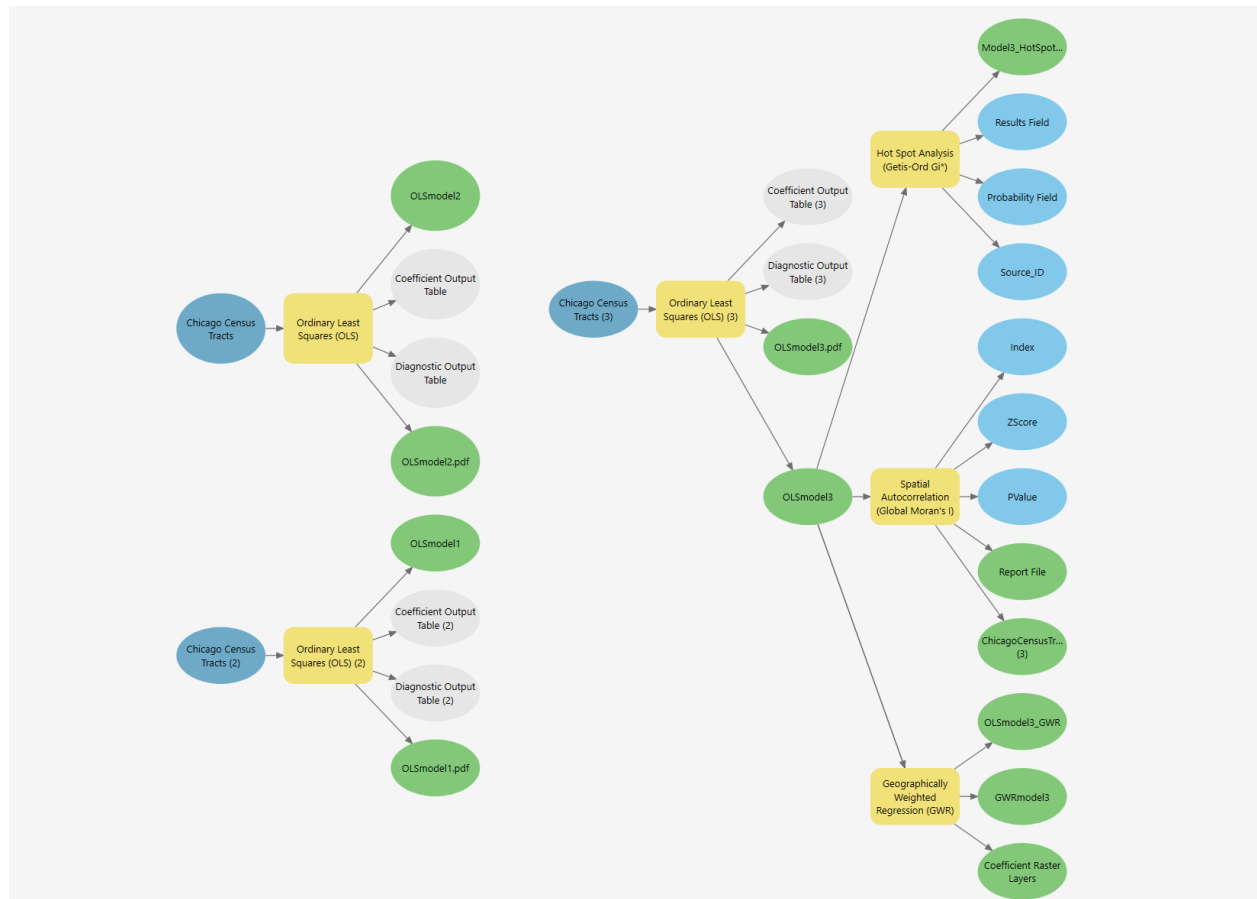 OLSmodel2
Coefficient Output
Table
Chicago Census
Tracts
Ordinary Least
Squares (OLS)
Diagnostic Output
Table
OLSmodel2.pdf
OLSmodel1
Coefficient Output
Table (2)
Chicago Census
Tracts (2)
Ordinary Least
Squares (OLS) (2)
Diagnostic Output
Table (2)
OLSmodel1.pdf
Chicago Census
Tracts (3)
Ordinary Least
Squares (OLS) (3)
Coefficient Output
Table (3)
Diagnostic Output
Table (3)
OLSmodel3.pdf
OLSmodel3
Hot Spot Analysis
(Getis-Ord Gi*)
Model3_HotSpot...
Results Field
Probability Field
Source_ID
Spatial
Autocorrelation
(Global Moran's I)
Index
ZScore
PValue
Report File
ChicagoCensusTr...
(3)
Geographically
Weighted
Regression (GWR)
OLSmodel3_GWR
GWRmodel3
Coefficient Raster
Layers